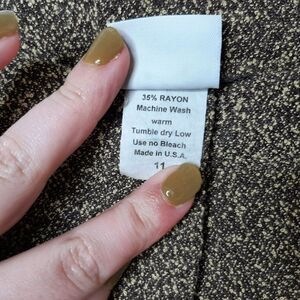 35% RAYON
Machine Wash
warm
Tumble dry Low
Use no Bleach
Made in U.S.A.
11